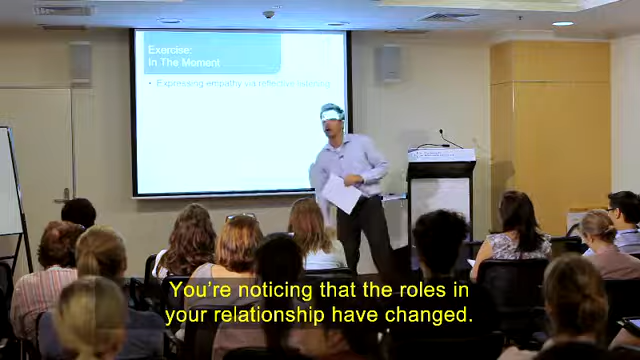 Exercise:
In The Moment
• Expressing empathy via reflective listening
You're noticing that the roles in
your relationship have changed.